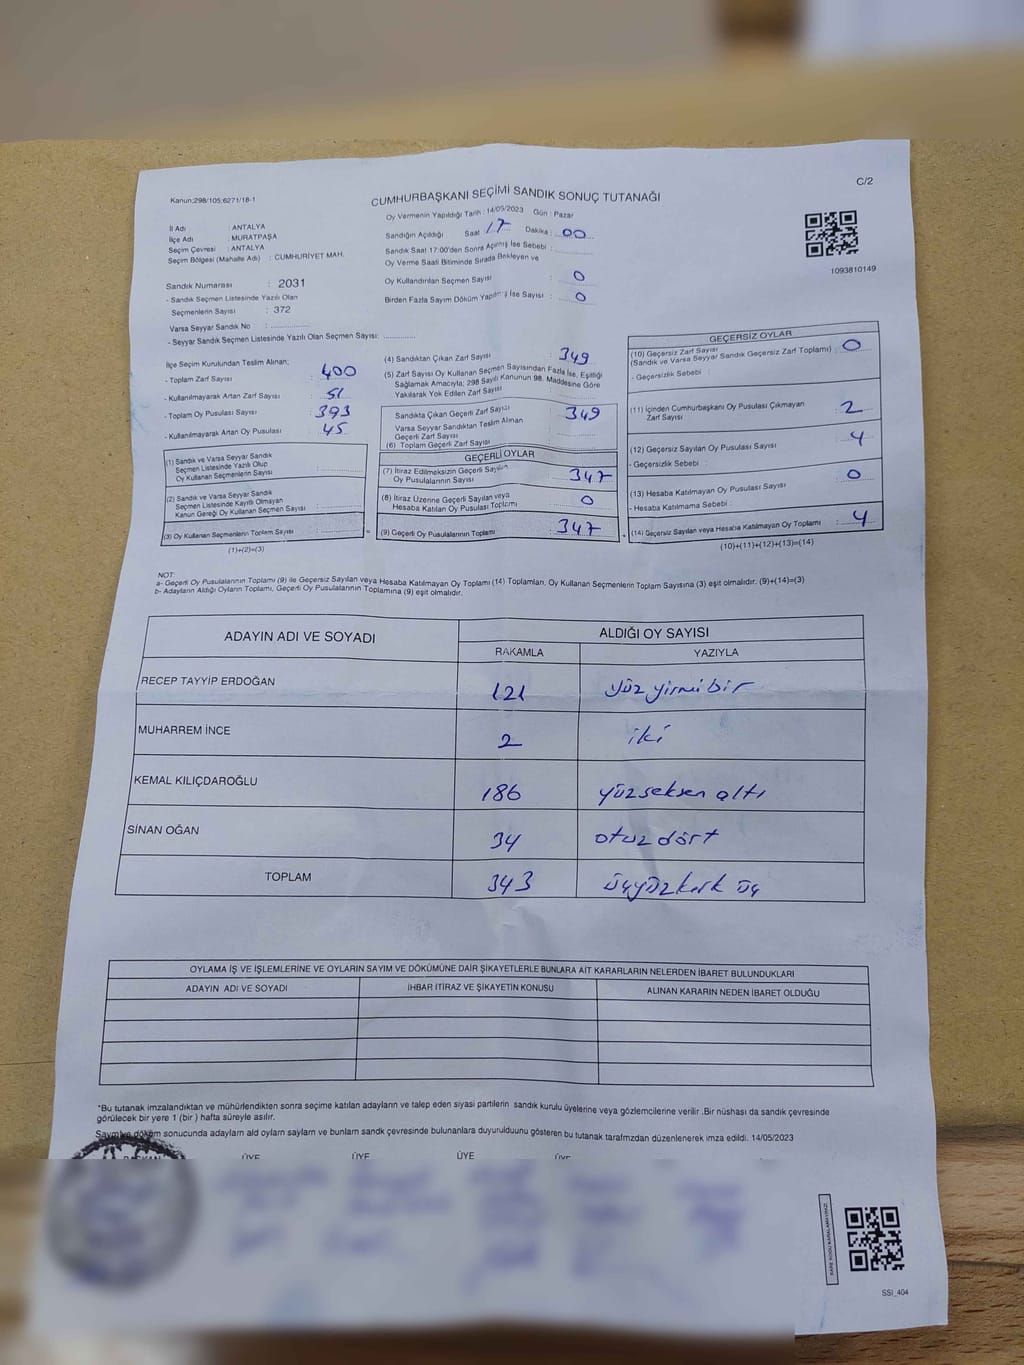 C/2
Kanun;298/105;6271/18-1
CUMHURBAŞKANI SEÇİMİ SANDIK SONUÇ TUTANAĞI
İl Adı : ANTALYA
İlçe Adı : MURATPAŞA
Seçim Çevresi : ANTALYA
Seçim Bölgesi (Mahalle Adı) : CUMHURİYET MAH.
Oy Vermenin Yapıldığı Tarih : 14/05/2023 Gün : Pazar
Sandığın Açıldığı Saat : 17 Dakika : 00
Sandık Saat 17:00'den Sonra Açılmış İse Sebebi :
Oy Verme Saati Bitiminde Sırada Bekleyen ve
Oy Kullandırılan Seçmen Sayısı : 0
Birden Fazla Sayım Döküm Yapılmış İse Sayısı : 0
1093810149
Sandık Numarası : 2031
- Sandık Seçmen Listesinde Yazılı Olan
Seçmenlerin Sayısı : 372
Varsa Seyyar Sandık No :
- Seyyar Sandık Seçmen Listesinde Yazılı Olan Seçmen Sayısı:
İlçe Seçim Kurulundan Teslim Alınan;
- Toplam Zarf Sayısı : 400
- Kullanılmayarak Artan Zarf Sayısı : 51
- Toplam Oy Pusulası Sayısı : 393
- Kullanılmayarak Artan Oy Pusulası : 45
(1) Sandık ve Varsa Seyyar Sandık
Seçmen Listesinde Yazılı Olup
Oy Kullanan Seçmenlerin Sayısı :
(2) Sandık ve Varsa Seyyar Sandık
Seçmen Listesinde Kayıtlı Olmayan
Kanun Gereği Oy Kullanan Seçmen Sayısı :
(3) Oy Kullanan Seçmenlerin Toplam Sayısı :
(1)+(2)=(3)
(4) Sandıktan Çıkan Zarf Sayısı : 349
(5) Zarf Sayısı Oy Kullanan Seçmen Sayısından Fazla İse, Eşitliği
Sağlamak Amacıyla; 298 Sayılı Kanunun 98. Maddesine Göre
Yakılarak Yok Edilen Zarf Sayısı :
Sandıkta Çıkan Geçerli Zarf Sayısı : 349
Varsa Seyyar Sandıktan Teslim Alınan
Geçerli Zarf Sayısı
(6) Toplam Geçerli Zarf Sayısı :
GEÇERLİ OYLAR
(7) İtiraz Edilmeksizin Geçerli Sayılan
Oy Pusulalarının Sayısı : 347
(8) İtiraz Üzerine Geçerli Sayılan veya
Hesaba Katılan Oy Pusulası Toplamı : 0
(9) Geçerli Oy Pusulalarının Toplamı : 347
GEÇERSİZ OYLAR
(10) Geçersiz Zarf Sayısı
(Sandık ve Varsa Seyyar Sandık Geçersiz Zarf Toplamı) : 0
- Geçersizlik Sebebi :
(11) İçinden Cumhurbaşkanı Oy Pusulası Çıkmayan
Zarf Sayısı : 2
(12) Geçersiz Sayılan Oy Pusulası Sayısı : 4
- Geçersizlik Sebebi :
(13) Hesaba Katılmayan Oy Pusulası Sayısı : 0
- Hesaba Katılmama Sebebi :
(14) Geçersiz Sayılan veya Hesaba Katılmayan Oy Toplamı : 4
(10)+(11)+(12)+(13)=(14)
NOT:
a- Geçerli Oy Pusulalarının Toplamı (9) ile Geçersiz Sayılan veya Hesaba Katılmayan Oy Toplamı (14) Toplamları, Oy Kullanan Seçmenlerin Toplam Sayısına (3) eşit olmalıdır. (9)+(14)=(3)
b- Adayların Aldığı Oyların Toplamı, Geçerli Oy Pusulalarının Toplamına (9) eşit olmalıdır.
ADAYIN ADI VE SOYADI ALDIĞI OY SAYISI
RAKAMLA YAZIYLA
RECEP TAYYİP ERDOĞAN 121 yüz yirmi bir
MUHARREM İNCE 2 iki
KEMAL KILIÇDAROĞLU 186 yüzseksen altı
SİNAN OĞAN 34 otuz dört
TOPLAM 343 üçyüzkırk üç
OYLAMA İŞ VE İŞLEMLERİNE VE OYLARIN SAYIM VE DÖKÜMÜNE DAİR ŞİKAYETLERLE BUNLARA AİT KARARLARIN NELERDEN İBARET BULUNDUKLARI
ADAYIN ADI VE SOYADI İHBAR İTİRAZ VE ŞİKAYETİN KONUSU ALINAN KARARIN NEDEN İBARET OLDUĞU
*Bu tutanak imzalandıktan ve mühürlendikten sonra seçime katılan adayların ve talep eden siyasi partilerin sandık kurulu üyelerine veya gözlemcilerine verilir .Bir nüshası da sandık çevresinde
görülecek bir yere 1 (bir ) hafta süreyle asılır.
Sayım ve döküm sonucunda adayların ald oyların sayları ve bunların sandk çevresinde bulunanlara duyurulduunu gösteren bu tutanak tarafmzdan düzenlenerek imza edildi. 14/05/2023
BAŞKAN ÜYE ÜYE ÜYE ÜYE
KARE KODU KARALAMAYINIZ!
SSI_404